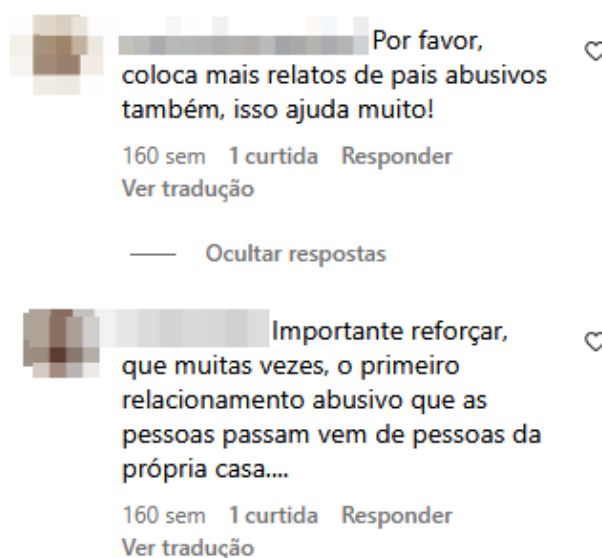 Por favor,
coloca mais relatos de pais abusivos
também, isso ajuda muito!
160 sem 1 curtida Responder
Ver tradução
Ocultar respostas
Importante reforçar,
que muitas vezes, o primeiro
relacionamento abusivo que as
pessoas passam vem de pessoas da
própria casa....
160 sem 1 curtida Responder
Ver tradução